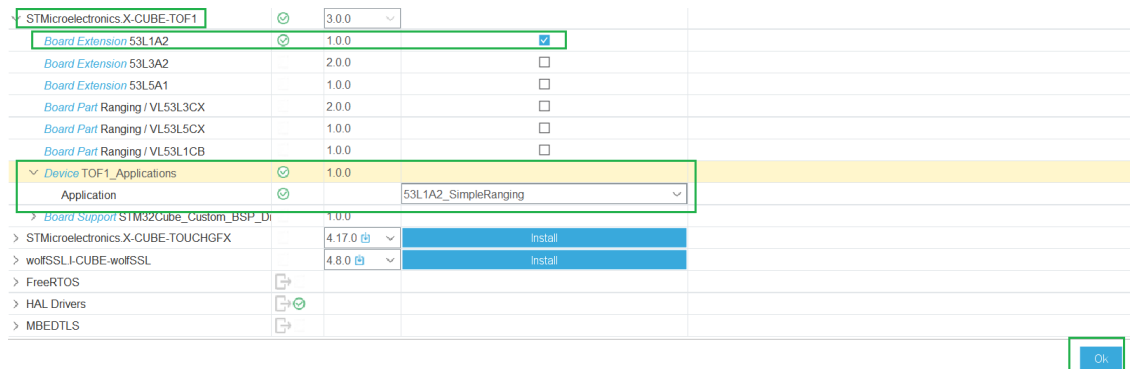 STMicroelectronics.X-CUBE-TOF1 3.0.0
Board Extension 53L1A2 1.0.0
Board Extension 53L3A2 2.0.0
Board Extension 53L5A1 1.0.0
Board Part Ranging / VL53L3CX 2.0.0
Board Part Ranging / VL53L5CX 1.0.0
Board Part Ranging / VL53L1CB 1.0.0
Device TOF1_Applications 1.0.0
Application 53L1A2_SimpleRanging
Board Support STM32Cube_Custom_BSP_Di 1.0.0
STMicroelectronics.X-CUBE-TOUCHGFX 4.17.0 Install
wolfSSL.I-CUBE-wolfSSL 4.8.0 Install
FreeRTOS
HAL Drivers
MBEDTLS
Ok